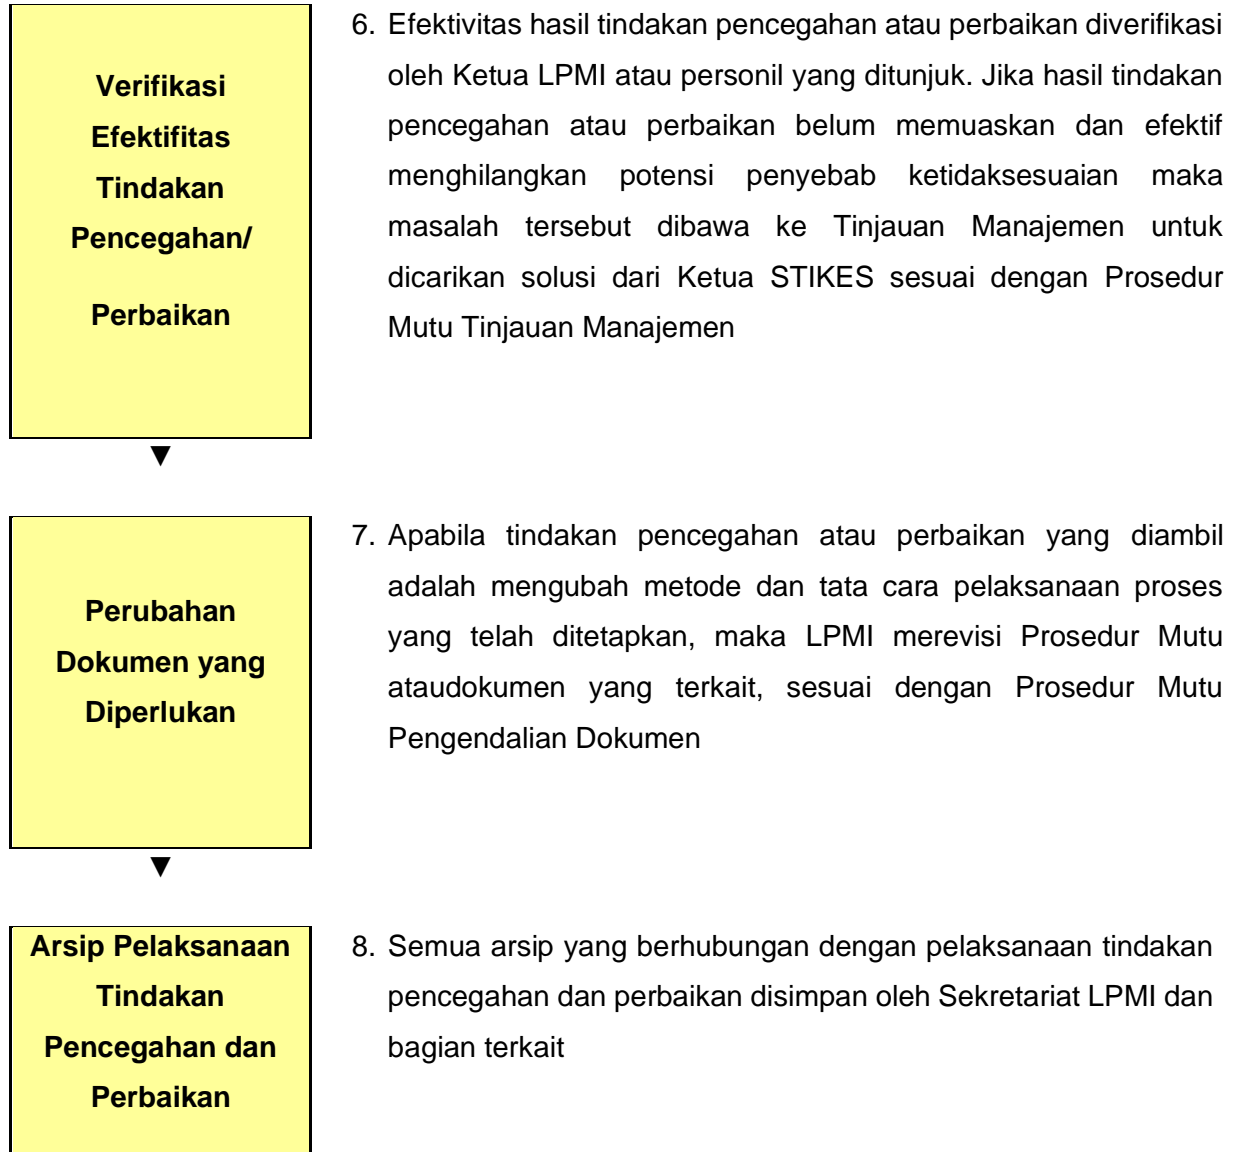 Verifikasi
Efektifitas
Tindakan
Pencegahan/
Perbaikan
6. Efektivitas hasil tindakan pencegahan atau perbaikan diverifikasi
oleh Ketua LPMI atau personil yang ditunjuk. Jika hasil tindakan
pencegahan atau perbaikan belum memuaskan dan efektif
menghilangkan potensi penyebab ketidaksesuaian maka
masalah tersebut dibawa ke Tinjauan Manajemen untuk
dicarikan solusi dari Ketua STIKES sesuai dengan Prosedur
Mutu Tinjauan Manajemen
Perubahan
Dokumen yang
Diperlukan
7. Apabila tindakan pencegahan atau perbaikan yang diambil
adalah mengubah metode dan tata cara pelaksanaan proses
yang telah ditetapkan, maka LPMI merevisi Prosedur Mutu
ataudokumen yang terkait, sesuai dengan Prosedur Mutu
Pengendalian Dokumen
Arsip Pelaksanaan
Tindakan
Pencegahan dan
Perbaikan
8. Semua arsip yang berhubungan dengan pelaksanaan tindakan
pencegahan dan perbaikan disimpan oleh Sekretariat LPMI dan
bagian terkait